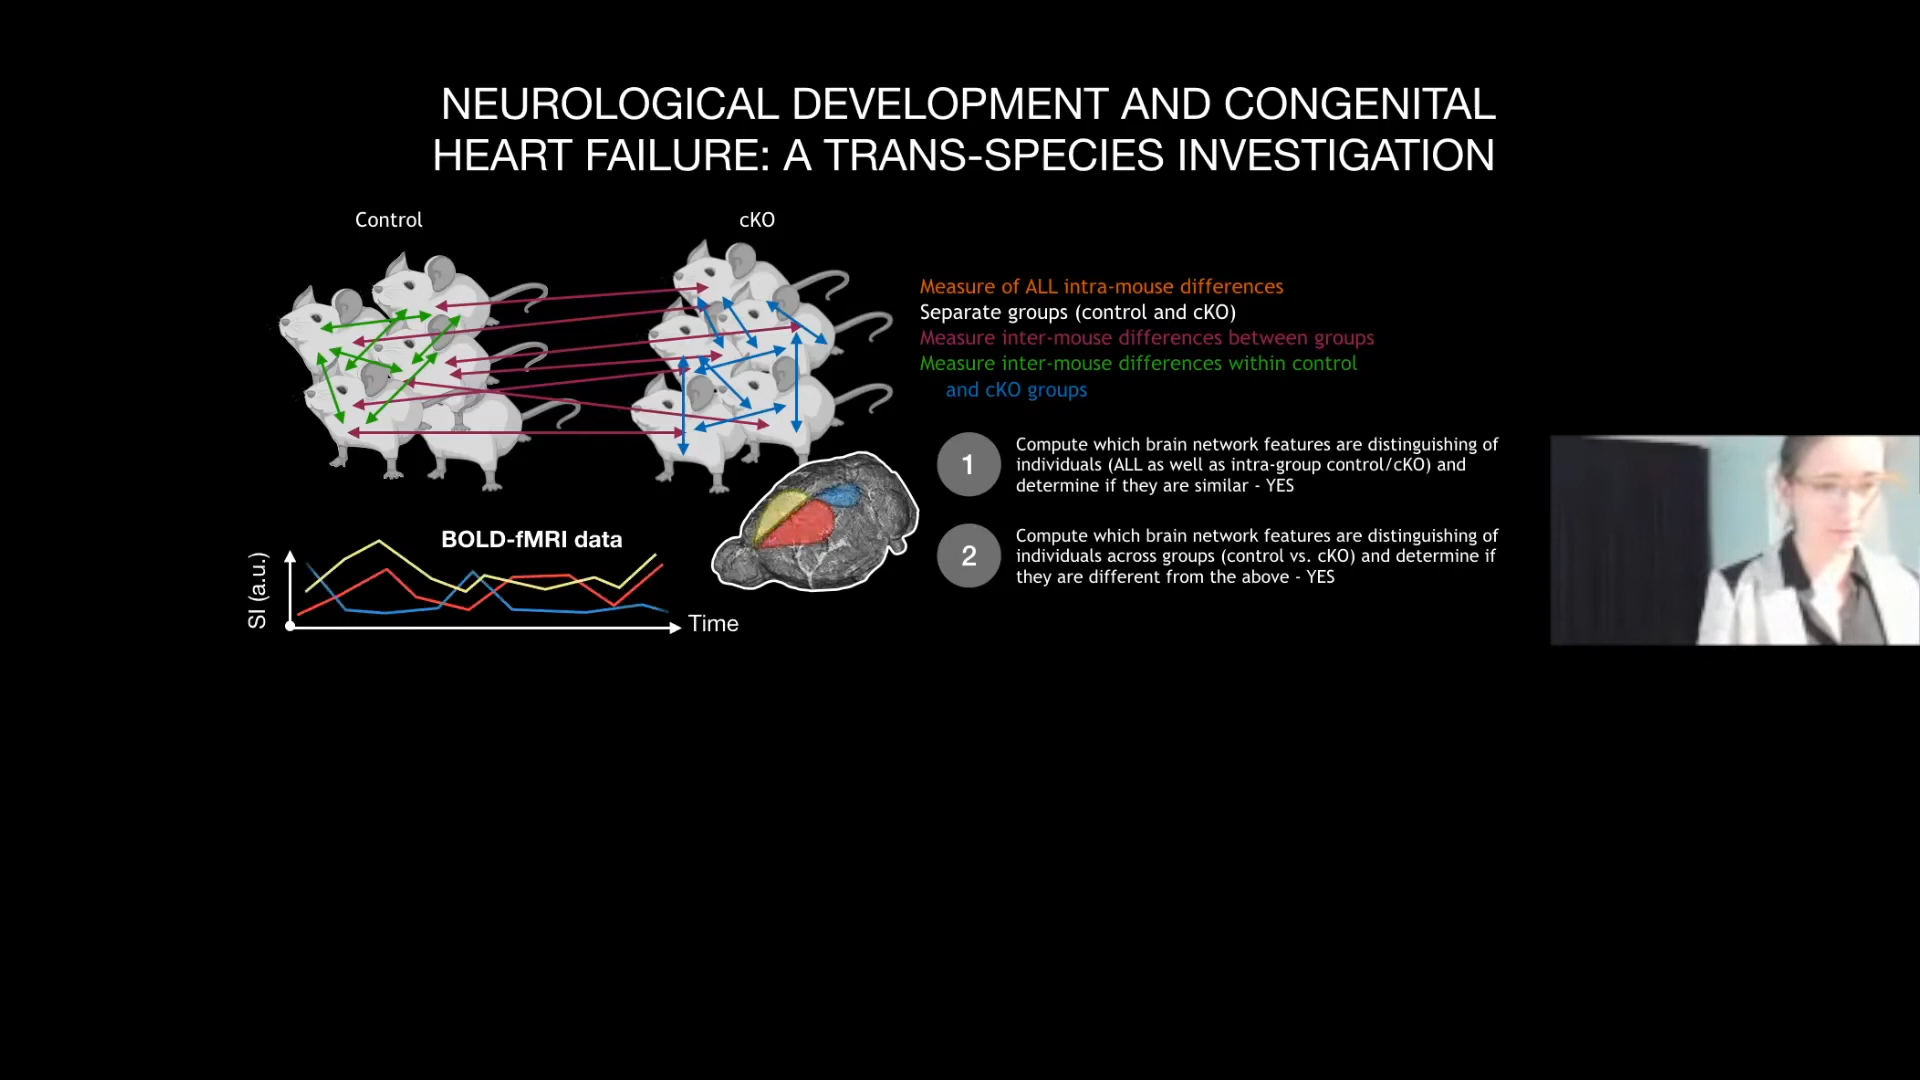 NEUROLOGICAL DEVELOPMENT AND CONGENITAL
HEART FAILURE: A TRANS-SPECIES INVESTIGATION
Control
cKO
Measure of ALL intra-mouse differences
Separate groups (control and cKO)
Measure inter-mouse differences between groups
Measure inter-mouse differences within control
and cKO groups
1
Compute which brain network features are distinguishing of
individuals (ALL as well as intra-group control/cKO) and
determine if they are similar - YES
2
Compute which brain network features are distinguishing of
individuals across groups (control vs. cKO) and determine if
they are different from the above - YES
BOLD-fMRI data
SI (a.u.)
Time